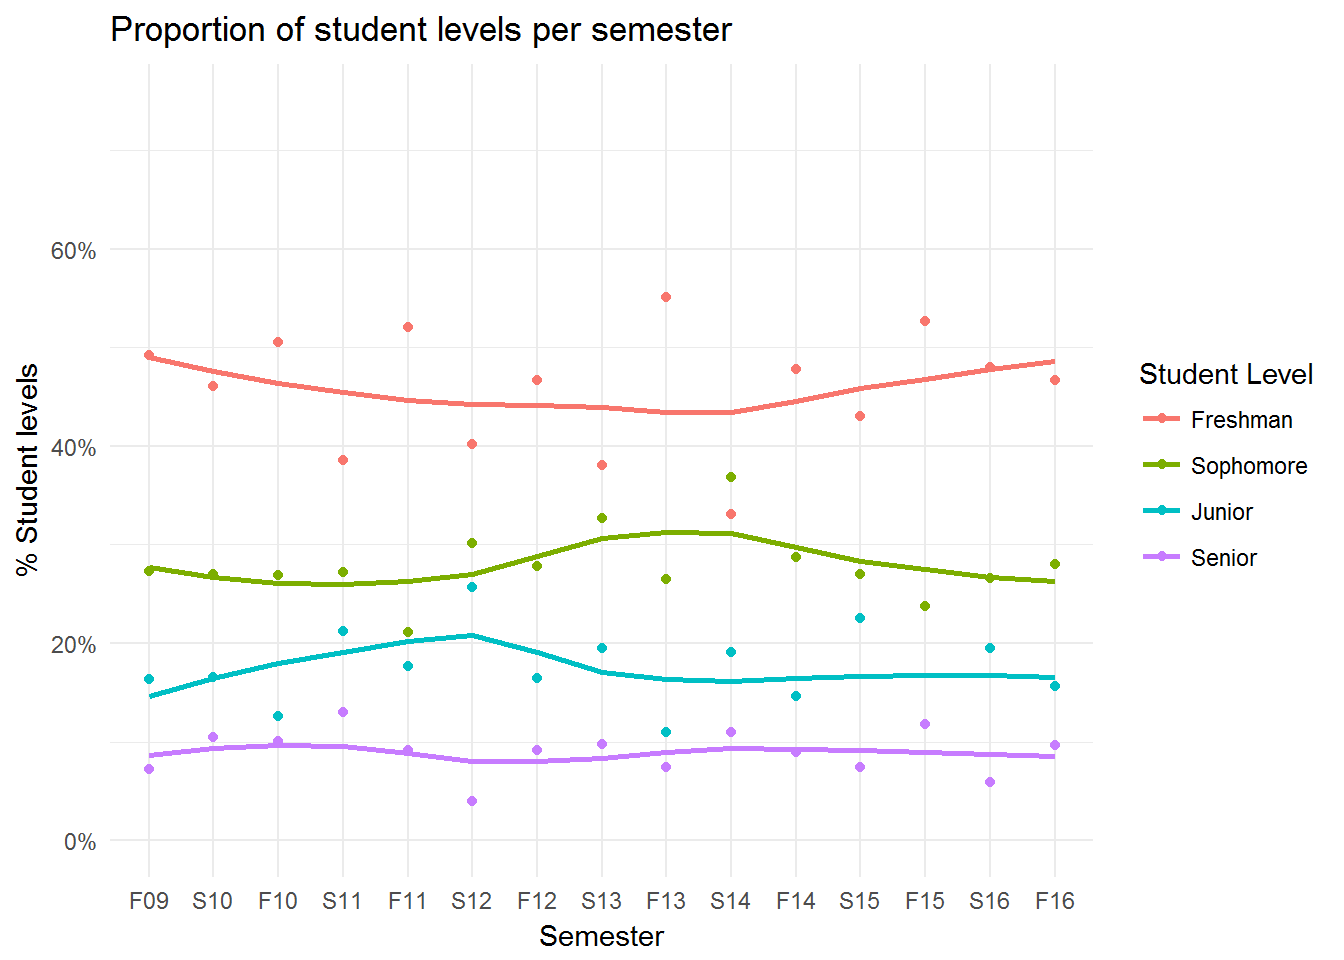 Proportion of student levels per semester
% Student levels
60%
40%
20%
0%
F09 S10 F10 S11 F11 S12 F12 S13 F13 S14 F14 S15 F15 S16 F16
Semester
Student Level
Freshman
Sophomore
Junior
Senior